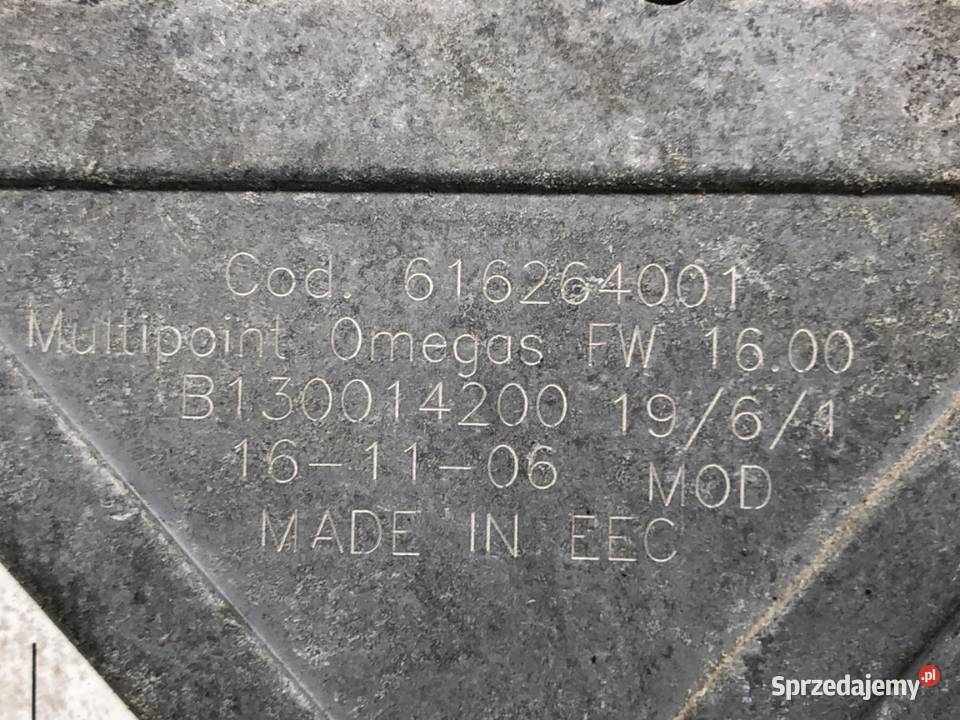 Cod. 616264001
Multipoint Omegas FW 16.00
B130014200 19/6/1
16-11-06 MOD
MADE IN EEC
Sprzedajemy.pl